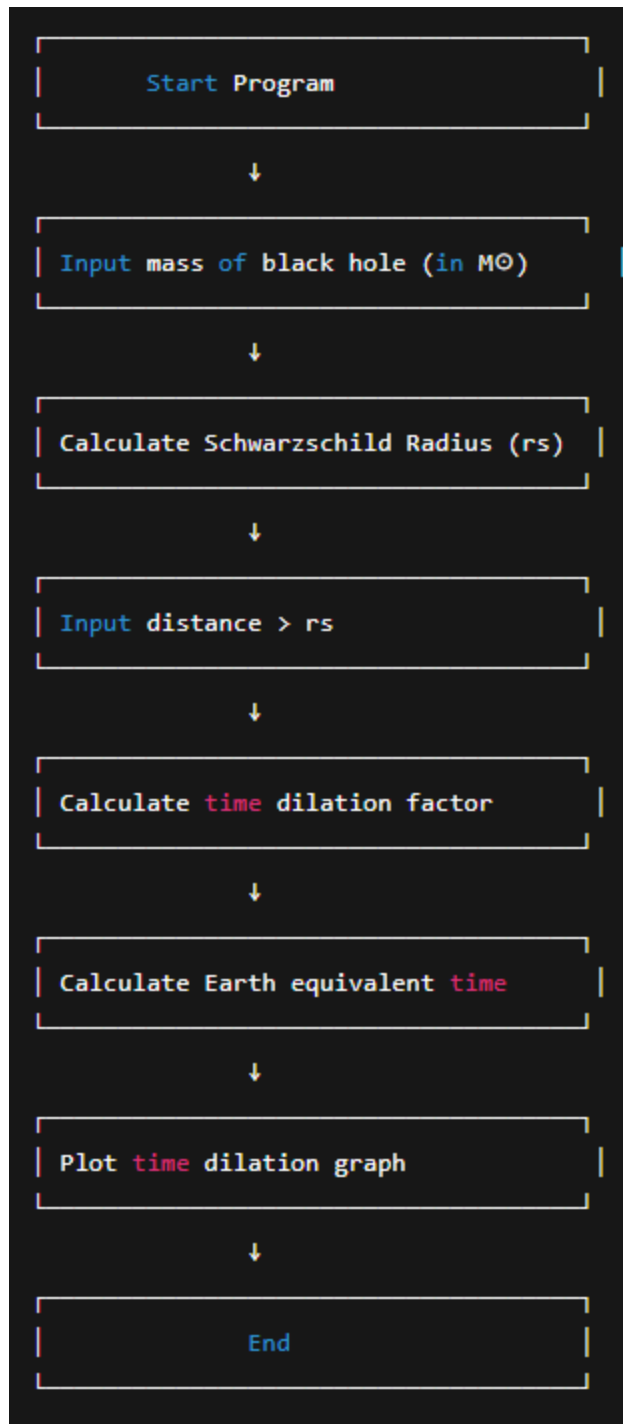 Start Program
↓
Input mass of black hole (in M⊙)
↓
Calculate Schwarzschild Radius (rs)
↓
Input distance > rs
↓
Calculate time dilation factor
↓
Calculate Earth equivalent time
↓
Plot time dilation graph
↓
End